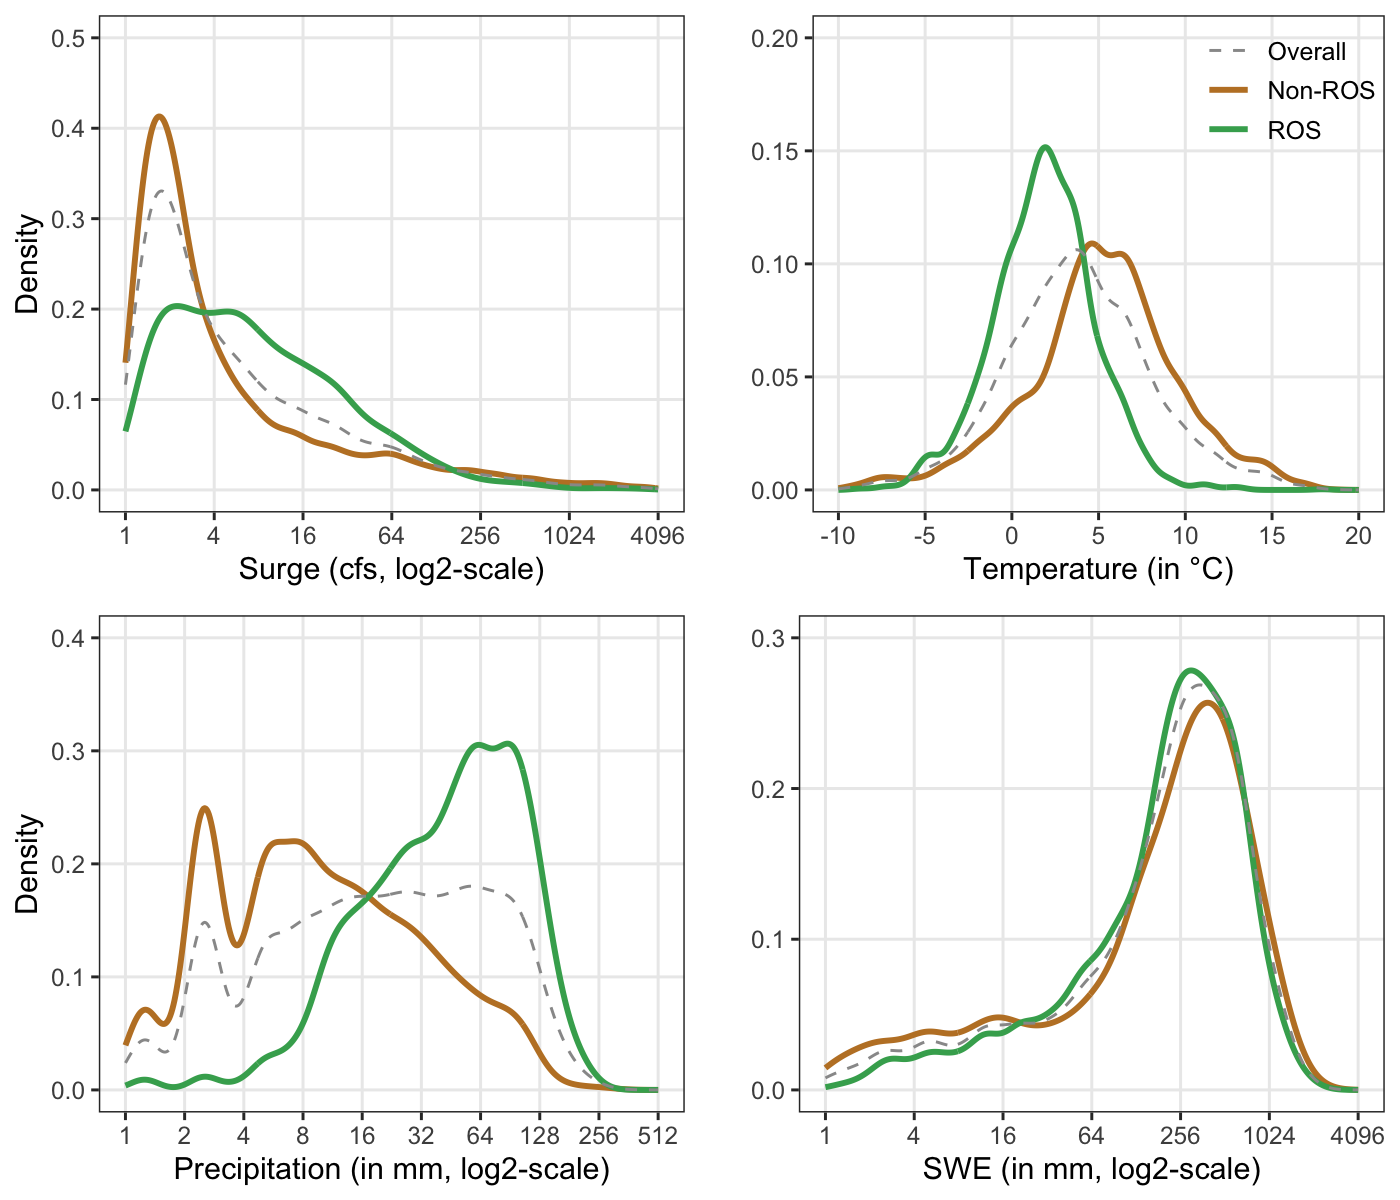 0.5
0.4
0.3
0.2
0.1
0.0
Density
1 4 16 64 256 1024 4096
Surge (cfs, log2-scale)
0.20
0.15
0.10
0.05
0.00
Overall
Non-ROS
ROS
-10 -5 0 5 10 15 20
Temperature (in °C)
0.4
0.3
0.2
0.1
0.0
Density
1 2 4 8 16 32 64 128 256 512
Precipitation (in mm, log2-scale)
0.3
0.2
0.1
0.0
1 4 16 64 256 1024 4096
SWE (in mm, log2-scale)